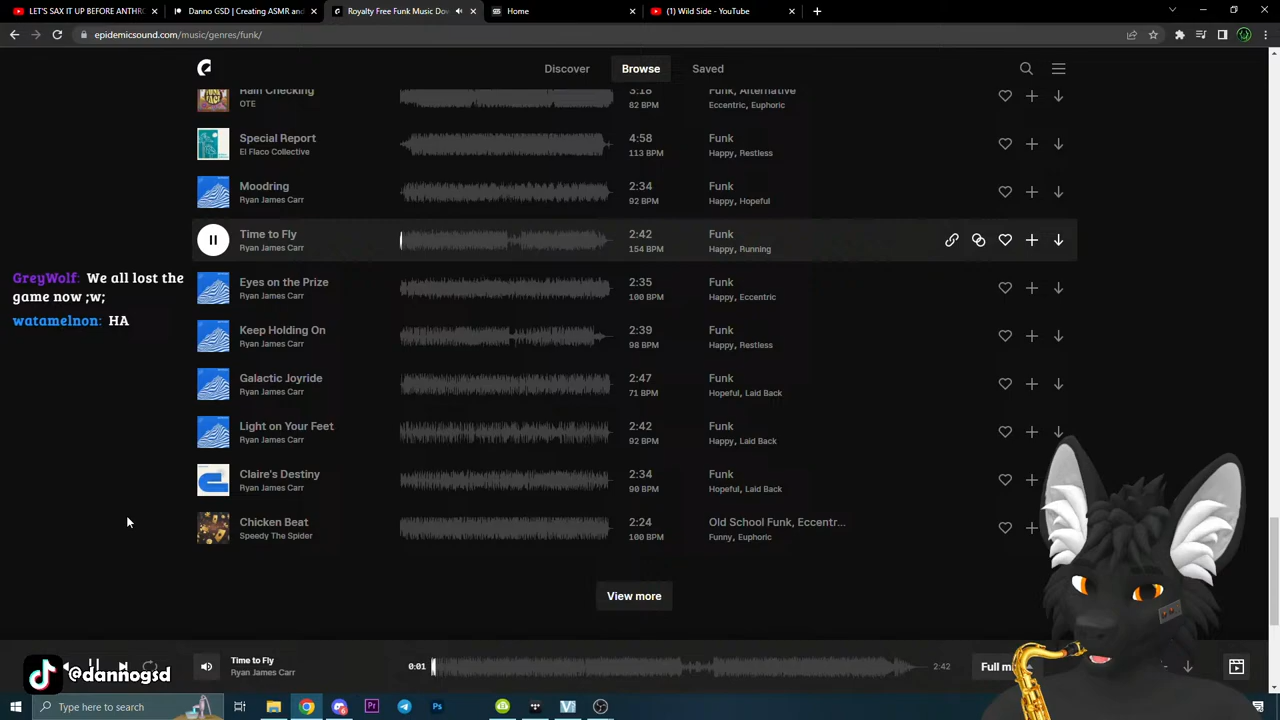 LET'S SAX IT UP BEFORE ANTHR
Danno GSD | Creating ASMR and
Royalty Free Funk Music Dow
Home
(1) Wild Side - YouTube
epidemicsound.com/music/genres/funk/
Discover
Browse
Saved
Rain Checking
OTE
3:18
82 BPM
Funk, Alternative
Eccentric, Euphoric
Special Report
El Flaco Collective
4:58
113 BPM
Funk
Happy, Restless
Moodring
Ryan James Carr
2:34
92 BPM
Funk
Happy, Hopeful
Time to Fly
Ryan James Carr
2:42
154 BPM
Funk
Happy, Running
GreyWolf: We all lost the
game now ;w;
watamelnon: HA
Eyes on the Prize
Ryan James Carr
2:35
100 BPM
Funk
Happy, Eccentric
Keep Holding On
Ryan James Carr
2:39
98 BPM
Funk
Happy, Restless
Galactic Joyride
Ryan James Carr
2:47
71 BPM
Funk
Hopeful, Laid Back
Light on Your Feet
Ryan James Carr
2:42
92 BPM
Funk
Happy, Laid Back
Claire's Destiny
Ryan James Carr
2:34
90 BPM
Funk
Hopeful, Laid Back
Chicken Beat
Speedy The Spider
2:24
100 BPM
Old School Funk, Eccentr...
Funny, Euphoric
View more
@dannogsd
Time to Fly
Ryan James Carr
0:01
2:42
Full m
Type here to search